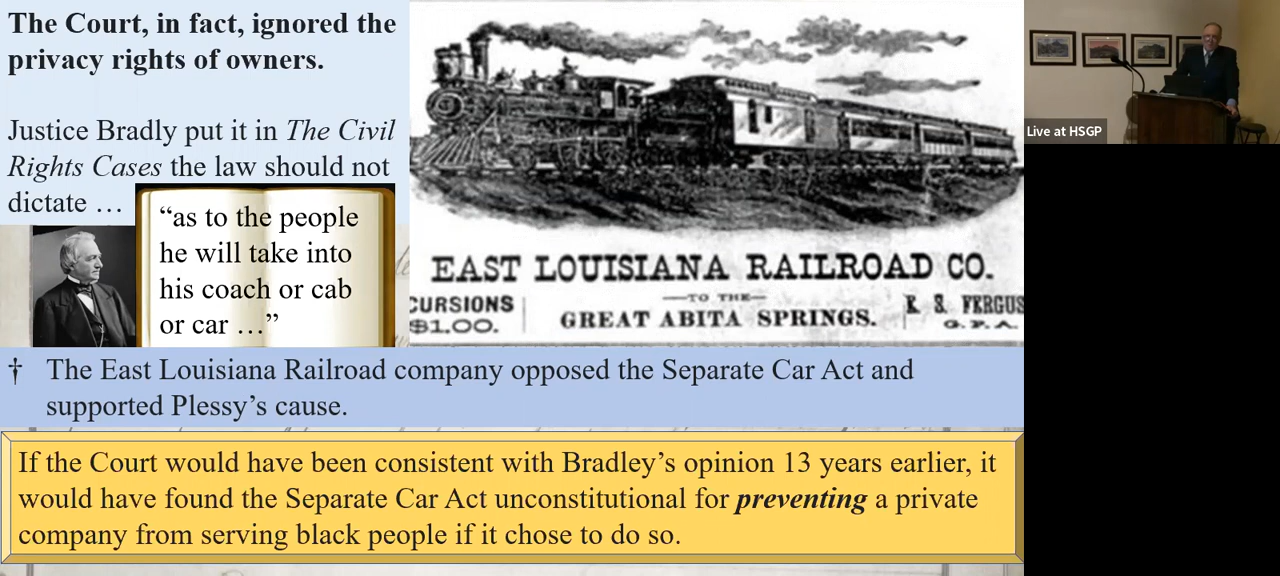 The Court, in fact, ignored the
privacy rights of owners.
Justice Bradly put it in The Civil
Rights Cases the law should not
dictate …
“as to the people
he will take into
his coach or cab
or car …”
EAST LOUISIANA RAILROAD CO.
CURSIONS
$1.00.
—TO THE—
GREAT ABITA SPRINGS.
E. S. FERGUS
G. P. A.
† The East Louisiana Railroad company opposed the Separate Car Act and
supported Plessy’s cause.
If the Court would have been consistent with Bradley’s opinion 13 years earlier, it
would have found the Separate Car Act unconstitutional for preventing a private
company from serving black people if it chose to do so.
Live at HSGP